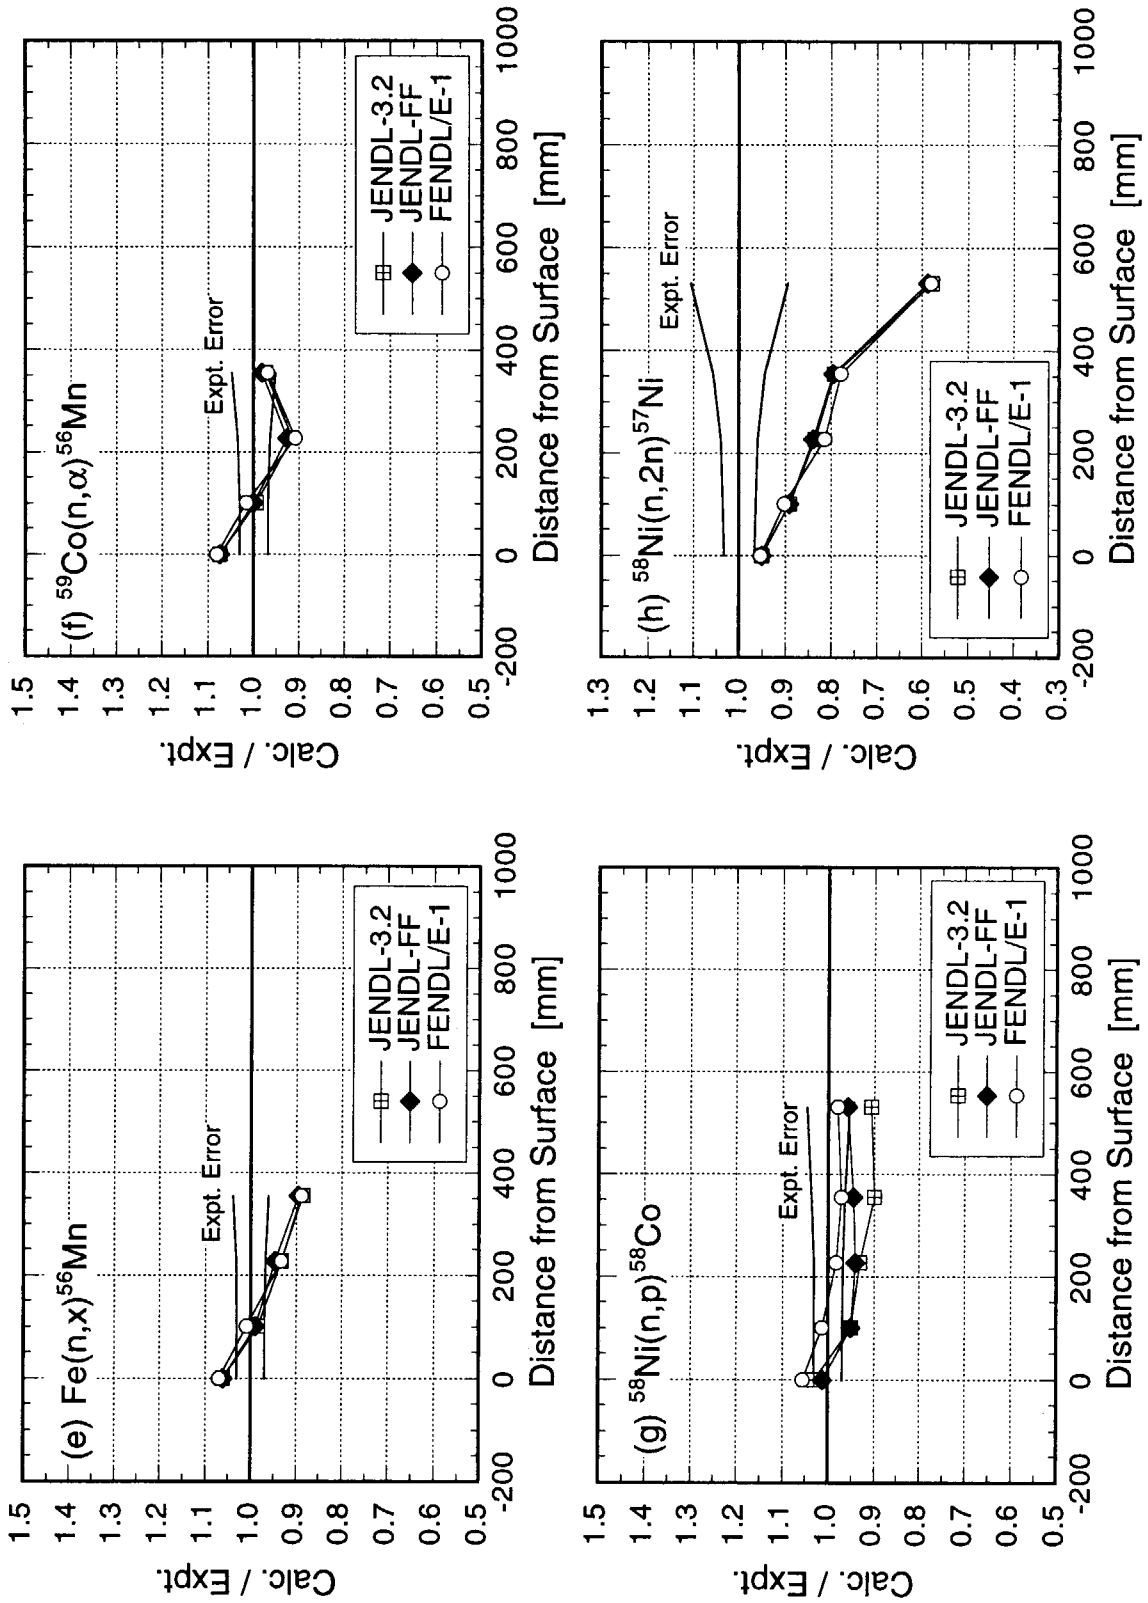 (e) Fe(n,x)⁵⁶Mn
Expt. Error
JENDL-3.2
JENDL-FF
FENDL/E-1
Calc. / Expt.
1.5
1.4
1.3
1.2
1.1
1.0
0.9
0.8
0.7
0.6
0.5
-200 0 200 400 600 800 1000
Distance from Surface [mm]
(f) ⁵⁹Co(n,α)⁵⁶Mn
Expt. Error
JENDL-3.2
JENDL-FF
FENDL/E-1
Calc. / Expt.
1.5
1.4
1.3
1.2
1.1
1.0
0.9
0.8
0.7
0.6
0.5
-200 0 200 400 600 800 1000
Distance from Surface [mm]
(g) ⁵⁸Ni(n,p)⁵⁸Co
Expt. Error
JENDL-3.2
JENDL-FF
FENDL/E-1
Calc. / Expt.
1.5
1.4
1.3
1.2
1.1
1.0
0.9
0.8
0.7
0.6
0.5
-200 0 200 400 600 800 1000
Distance from Surface [mm]
(h) ⁵⁸Ni(n,2n)⁵⁷Ni
Expt. Error
JENDL-3.2
JENDL-FF
FENDL/E-1
Calc. / Expt.
1.3
1.2
1.1
1.0
0.9
0.8
0.7
0.6
0.5
0.4
0.3
-200 0 200 400 600 800 1000
Distance from Surface [mm]